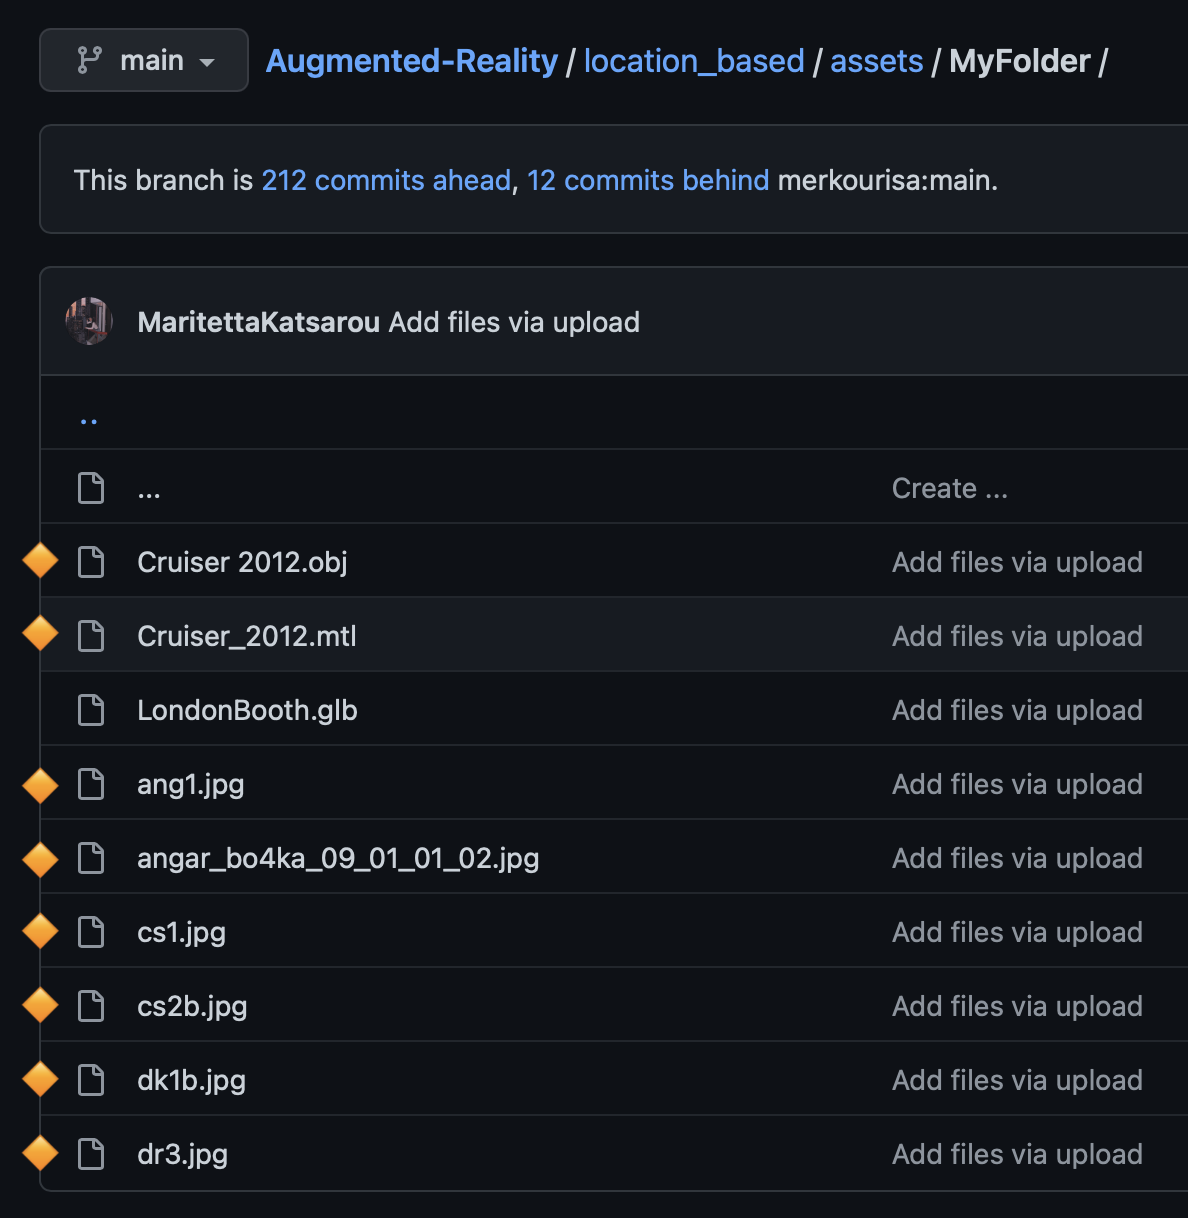 main Augmented-Reality / location_based / assets / MyFolder /
This branch is 212 commits ahead, 12 commits behind merkourisa:main.
MaritettaKatsarou Add files via upload
..
... Create ...
Cruiser 2012.obj Add files via upload
Cruiser_2012.mtl Add files via upload
LondonBooth.glb Add files via upload
ang1.jpg Add files via upload
angar_bo4ka_09_01_01_02.jpg Add files via upload
cs1.jpg Add files via upload
cs2b.jpg Add files via upload
dk1b.jpg Add files via upload
dr3.jpg Add files via upload